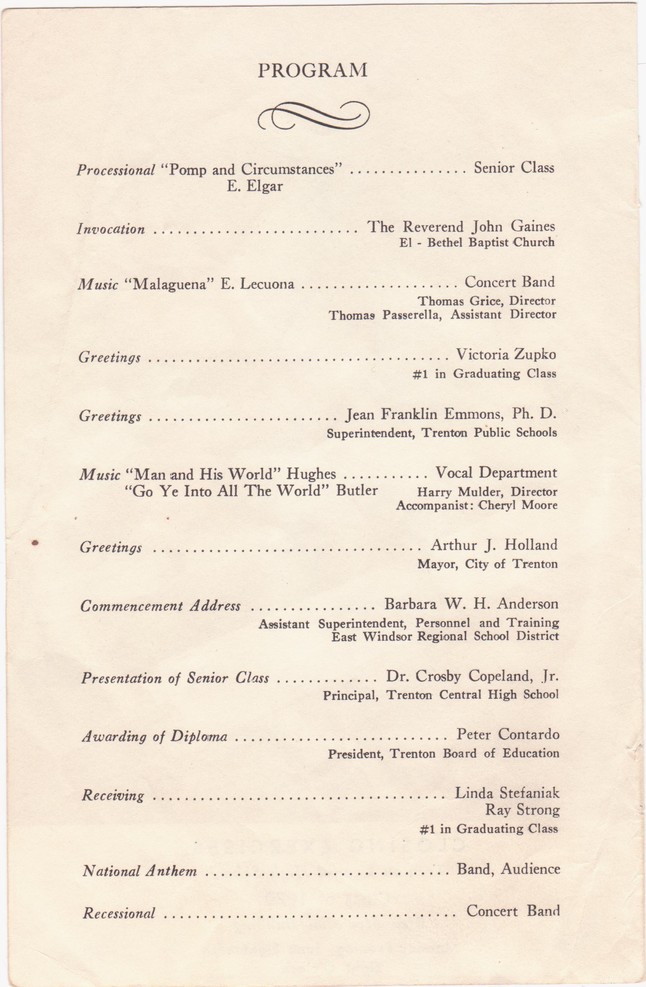 PROGRAM
Processional “Pomp and Circumstances” ............... Senior Class
E. Elgar
Invocation .......................... The Reverend John Gaines
El - Bethel Baptist Church
Music “Malaguena” E. Lecuona .................... Concert Band
Thomas Grice, Director
Thomas Passerella, Assistant Director
Greetings ...................................... Victoria Zupko
#1 in Graduating Class
Greetings ........................ Jean Franklin Emmons, Ph. D.
Superintendent, Trenton Public Schools
Music “Man and His World” Hughes ........... Vocal Department
“Go Ye Into All The World” Butler Harry Mulder, Director
Accompanist: Cheryl Moore
Greetings .................................. Arthur J. Holland
Mayor, City of Trenton
Commencement Address ................ Barbara W. H. Anderson
Assistant Superintendent, Personnel and Training
East Windsor Regional School District
Presentation of Senior Class ............. Dr. Crosby Copeland, Jr.
Principal, Trenton Central High School
Awarding of Diploma ........................... Peter Contardo
President, Trenton Board of Education
Receiving ..................................... Linda Stefaniak
Ray Strong
#1 in Graduating Class
National Anthem ............................... Band, Audience
Recessional ..................................... Concert Band